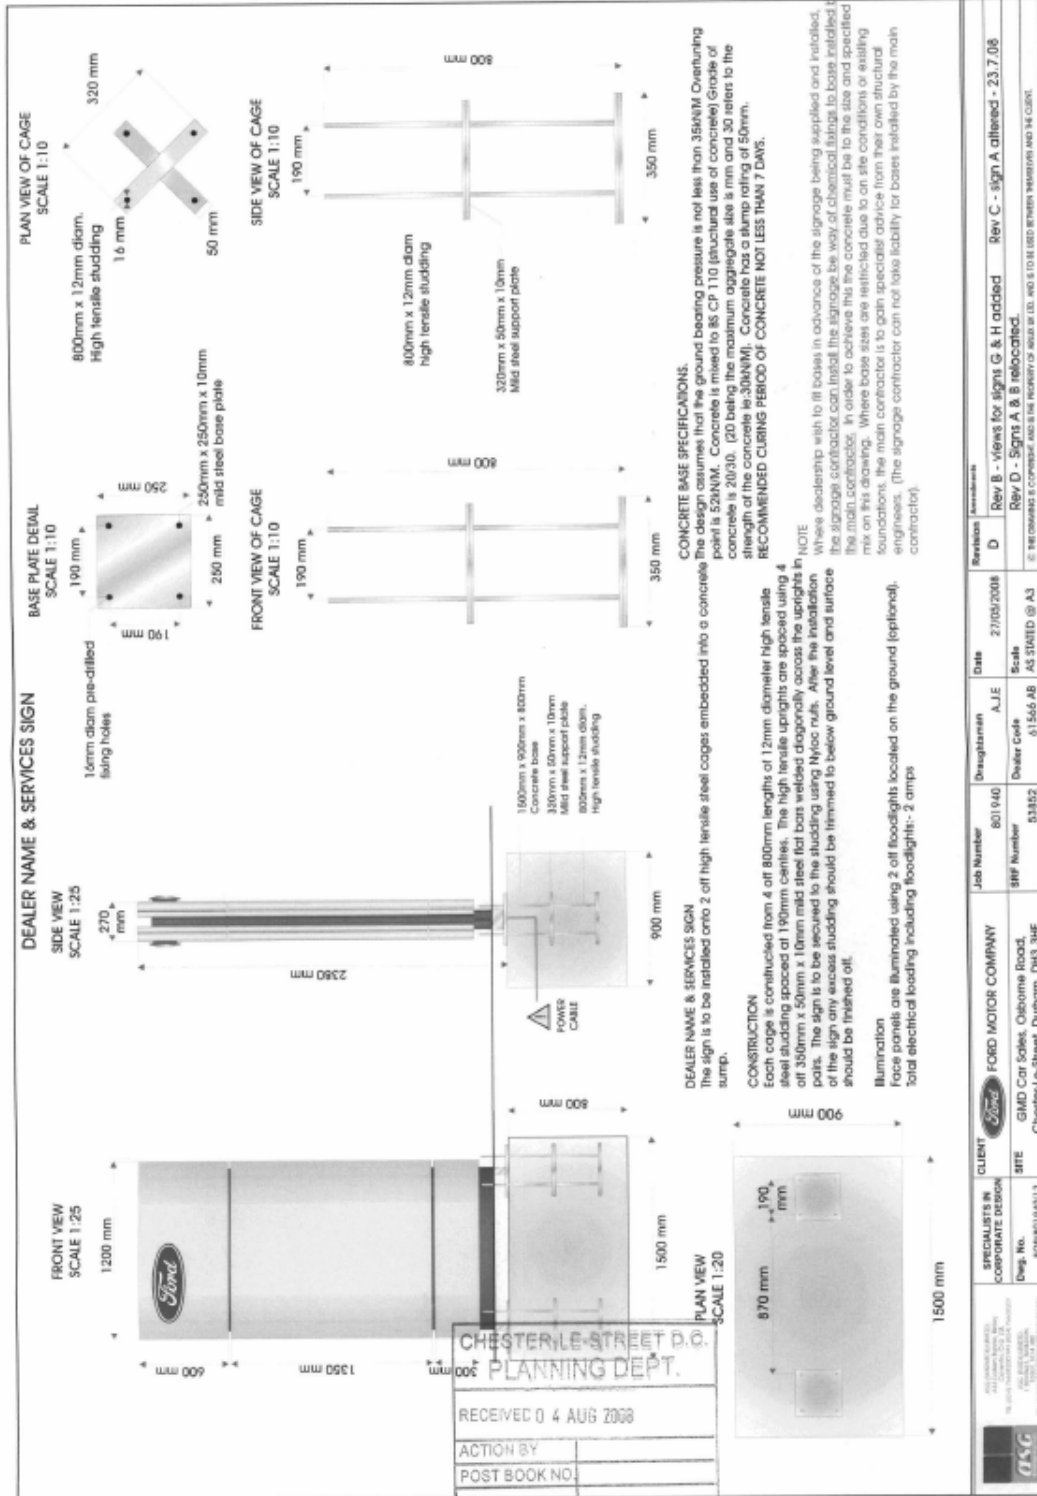 DEALER NAME & SERVICES SIGN
FRONT VIEW
SCALE 1:25
1200 mm
600 mm
1350 mm
300 mm
Ford
800 mm
1500 mm
SIDE VIEW
SCALE 1:25
270
mm
2380 mm
POWER
CABLE
900 mm
1500mm x 900mm x 800mm
Concrete base
320mm x 50mm x 10mm
Mild steel support plate
800mm x 12mm diam.
High tensile studding
BASE PLATE DETAIL
SCALE 1:10
190 mm
16mm diam pre-drilled
fixing holes
190 mm
250 mm
250 mm
250mm x 250mm x 10mm
mild steel base plate
PLAN VIEW OF CAGE
SCALE 1:10
320 mm
800mm x 12mm diam.
High tensile studding
16 mm
50 mm
FRONT VIEW OF CAGE
SCALE 1:10
190 mm
800 mm
350 mm
SIDE VIEW OF CAGE
SCALE 1:10
190 mm
800 mm
800mm x 12mm diam
high tensile studding
320mm x 50mm x 10mm
Mild steel support plate
350 mm
PLAN VIEW
SCALE 1:20
870 mm
190
mm
900 mm
1500 mm
DEALER NAME & SERVICES SIGN
The sign is to be installed onto 2 off high tensile steel cages embedded into a concrete
sump.
CONSTRUCTION
Each cage is constructed from 4 off 800mm lengths of 12mm diameter high tensile
steel studding spaced at 190mm centres. The high tensile uprights are spaced using 4
off 350mm x 50mm x 10mm mild steel flat bars welded diagonally across the uprights in
pairs. The sign is to be secured to the studding using Nyloc nuts. After the installation
of the sign any excess studding should be trimmed to below ground level and surface
should be finished off.
Illumination
Face panels are illuminated using 2 off floodlights located on the ground (optional).
Total electrical loading including floodlights:- 2 amps
CONCRETE BASE SPECIFICATIONS.
The design assumes that the ground bearing pressure is not less than 35kN/M Overturning
point is 52kN/M. Concrete is mixed to BS CP 110 (structural use of concrete) Grade of
concrete is 20/30. (20 being the maximum aggregate size in mm and 30 refers to the
strength of the concrete ie:30kN/M). Concrete has a slump rating of 50mm.
RECOMMENDED CURING PERIOD OF CONCRETE NOT LESS THAN 7 DAYS.
NOTE
Where dealership wish to fit bases in advance of the signage being supplied and installed,
the signage contractor can install the signage be way of chemical fixings to base installed
the main contractor. In order to achieve this the concrete must be to the size and specified
mix on this drawing. Where base sizes are restricted due to on site conditions or existing
foundations, the main contractor is to gain specialist advice from their own structural
engineers. (The signage contractor can not take liability for bases installed by the main
contractor).
CHESTER-LE-STREET D.C.
PLANNING DEPT.
RECEIVED 0 4 AUG 2008
ACTION BY
POST BOOK NO.
asg
SPECIALISTS IN
CORPORATE DESIGN
Dwg. No.
CLIENT
Ford
FORD MOTOR COMPANY
SITE
GMD Car Sales, Osborne Road,
Chester Le Street, Durham, DH3 3HE
Job Number
801940
SRF Number
53852
Draughtsman
A.J.E
Dealer Code
61566 AB
Date
27/05/2008
Scale
AS STATED @ A3
Revision
D
Amendments
Rev B - views for signs G & H added
Rev C - sign A altered - 23.7.08
Rev D - Signs A & B relocated.